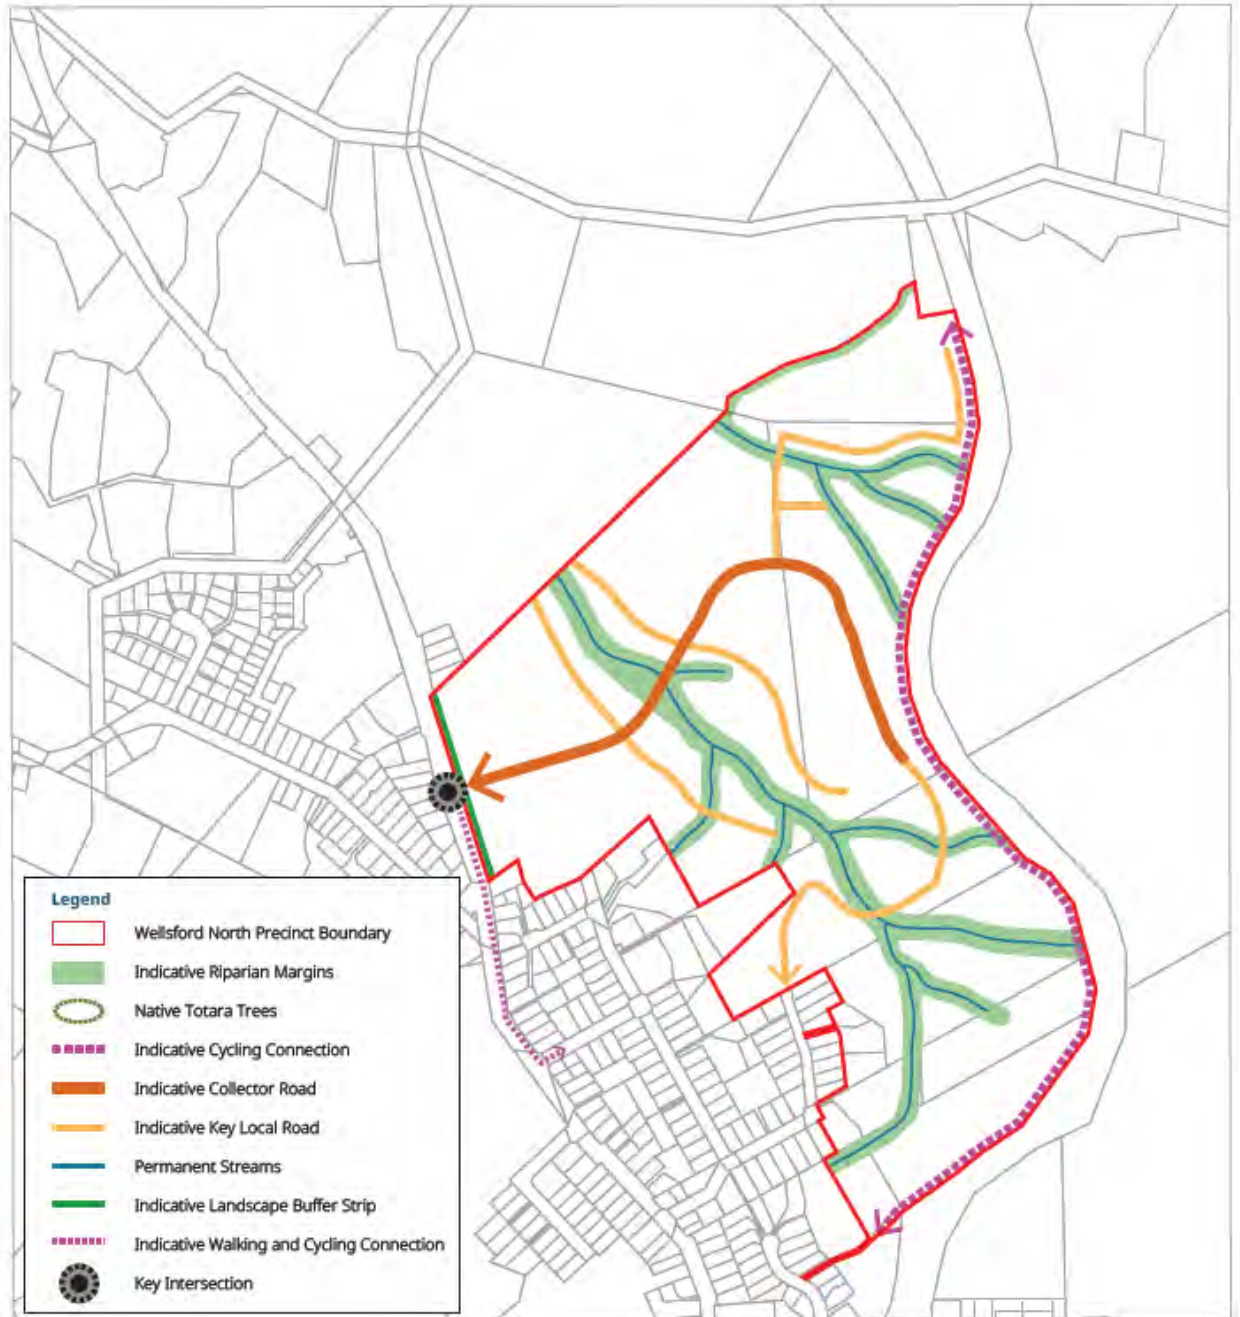 Legend
Wellsford North Precinct Boundary
Indicative Riparian Margins
Native Totara Trees
Indicative Cycling Connection
Indicative Collector Road
Indicative Key Local Road
Permanent Streams
Indicative Landscape Buffer Strip
Indicative Walking and Cycling Connection
Key Intersection